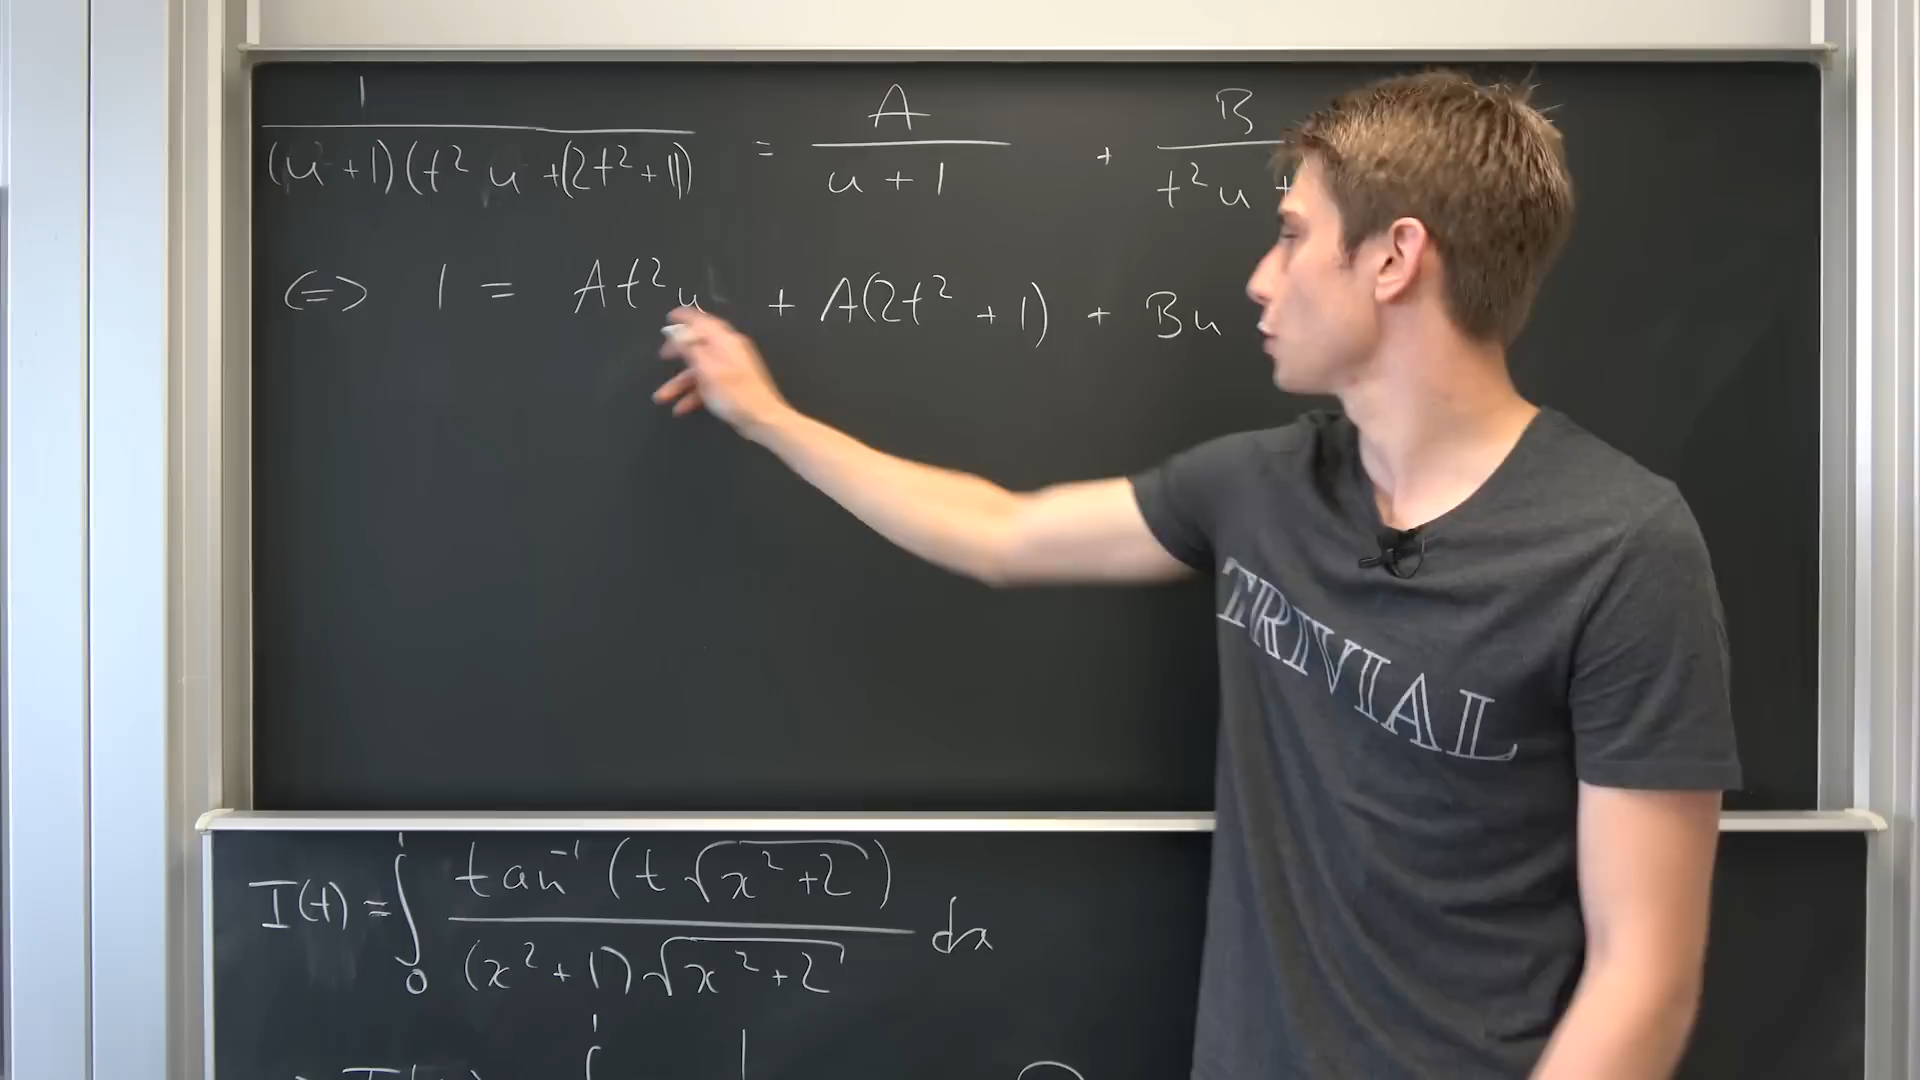 1
(u+1)(t² u +(2t²+1)) = A/(u+1) + B/(t²u +
⇔ 1 = At²u + A(2t² + 1) + Bu
TRIVIAL
I(t) = ∫₀¹ tan⁻¹(t√(x²+2)) / ((x²+1)√(x²+2)) dx